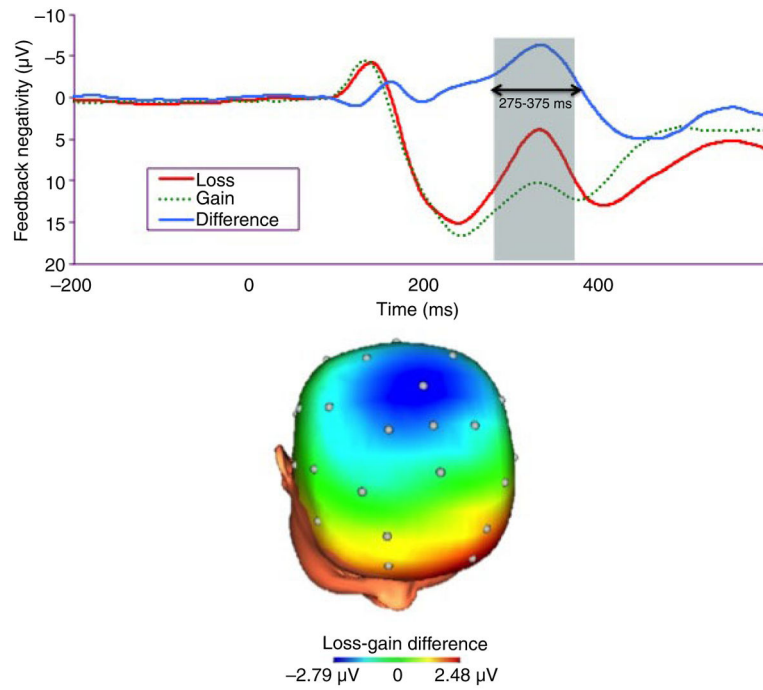 −10
−5
0
5
10
15
20
Feedback negativity (µV)
275-375 ms
Loss
Gain
Difference
−200 0 200 400
Time (ms)
Loss-gain difference
−2.79 µV 0 2.48 µV